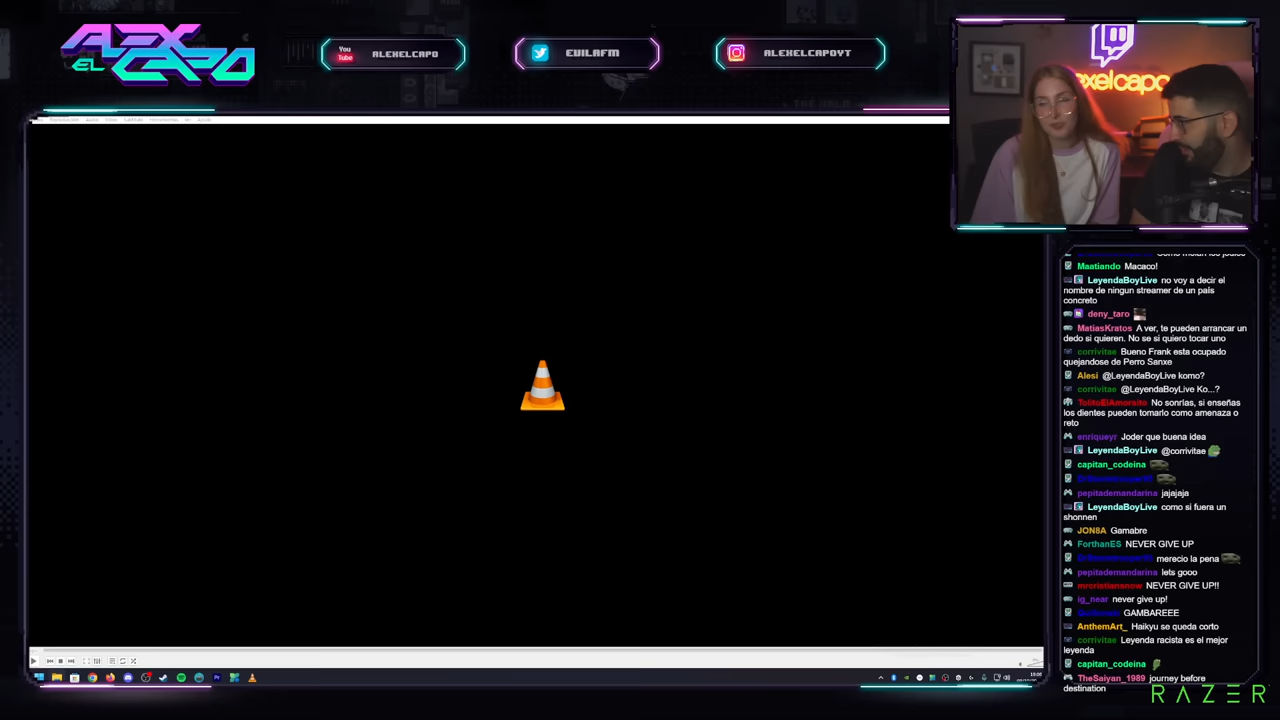 ALEX
EL CAPO
You
Tube
ALEXELCAPO
EVILAFM
ALEXELCAPOYT
alexelcapo
Maatiando Macaco!
LeyendaBoyLive no voy a decir el
nombre de ningun streamer de un país
concreto
deny_taro
MatiasKratos A ver, te pueden arrancar un
dedo si quieren. No se si quiero tocar uno
corrivitae Bueno Frank esta ocupado
quejandose de Perro Sanxe
Alesi @LeyendaBoyLive komo?
corrivitae @LeyendaBoyLive Ko...?
TolitoElAmorsito No sonrías, si enseñas
los dientes pueden tomarlo como amenaza o
reto
enriqueyr Joder que buena idea
LeyendaBoyLive @corrivitae
capitan_codeina
pepitademandarina jajajaja
LeyendaBoyLive como si fuera un
shonnen
JON8A Gamabre
ForthanES NEVER GIVE UP
merecio la pena
pepitademandarina lets gooo
mrcristiansnow NEVER GIVE UP!!
ig_near never give up!
GAMBAREEE
AnthemArt_ Haikyu se queda corto
corrivitae Leyenda racista es el mejor
leyenda
capitan_codeina
TheSaiyan_1989 journey before
destination
RAZER